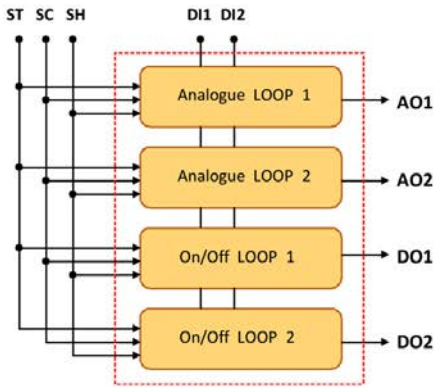 ST SC SH DI1 DI2
Analogue LOOP 1 AO1
Analogue LOOP 2 AO2
On/Off LOOP 1 DO1
On/Off LOOP 2 DO2